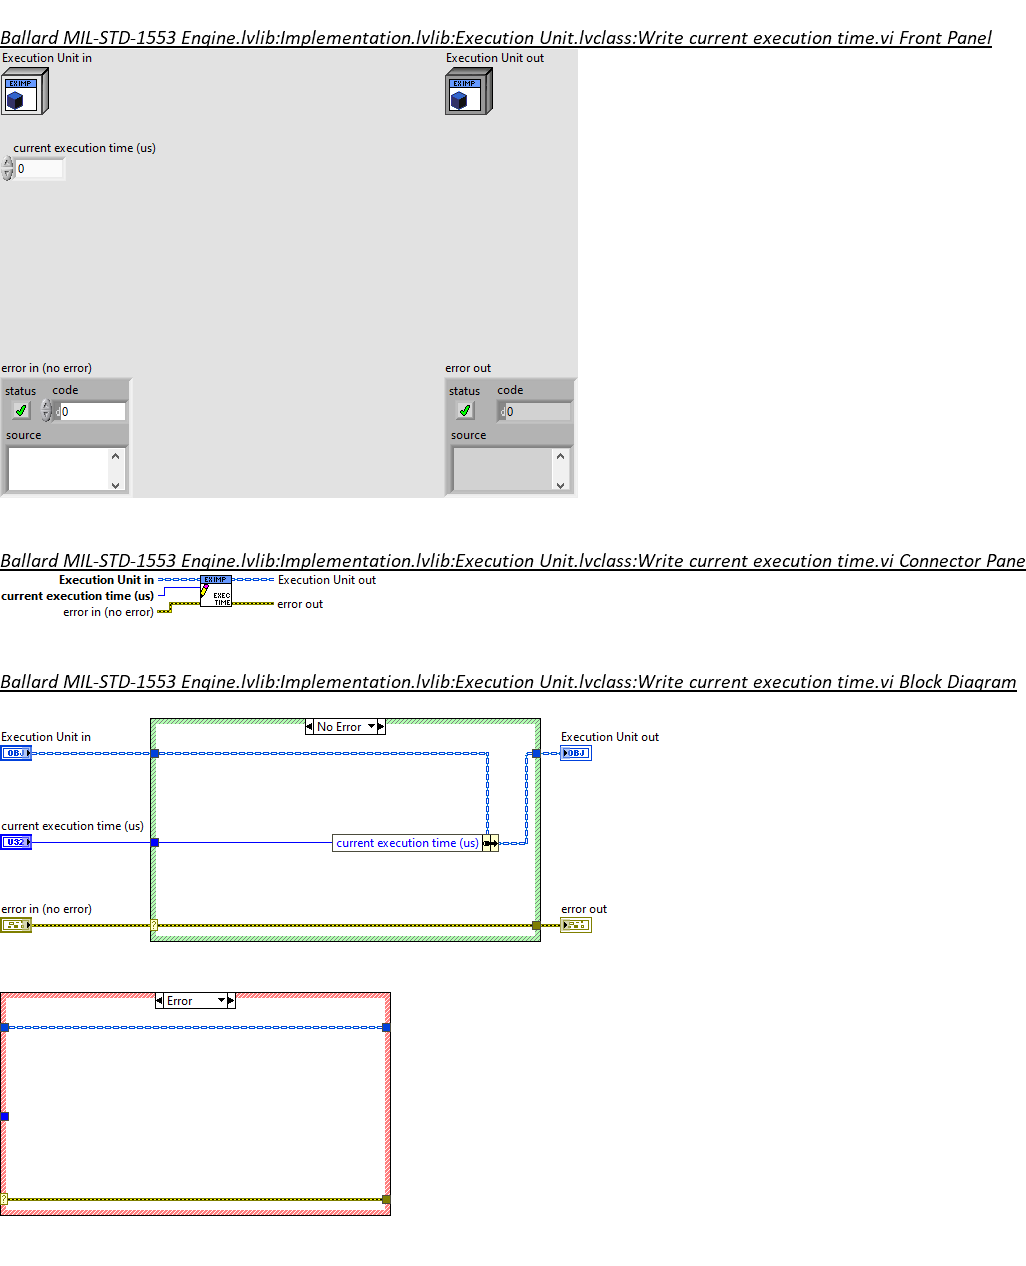 Ballard MIL-STD-1553 Engine.lvlib:Implementation.lvlib:Execution Unit.lvclass:Write current execution time.vi Front Panel
Execution Unit in
Execution Unit out
EXIMP
EXIMP
current execution time (us)
0
error in (no error)
error out
status code
status code
d 0
d 0
source
source
Ballard MIL-STD-1553 Engine.lvlib:Implementation.lvlib:Execution Unit.lvclass:Write current execution time.vi Connector Pane
Execution Unit in
EXIMP
Execution Unit out
current execution time (us)
EXEC
TIME
error in (no error)
error out
Ballard MIL-STD-1553 Engine.lvlib:Implementation.lvlib:Execution Unit.lvclass:Write current execution time.vi Block Diagram
No Error
Execution Unit in
Execution Unit out
OBJ
OBJ
current execution time (us)
U32
current execution time (us)
error in (no error)
error out
?
Error
?